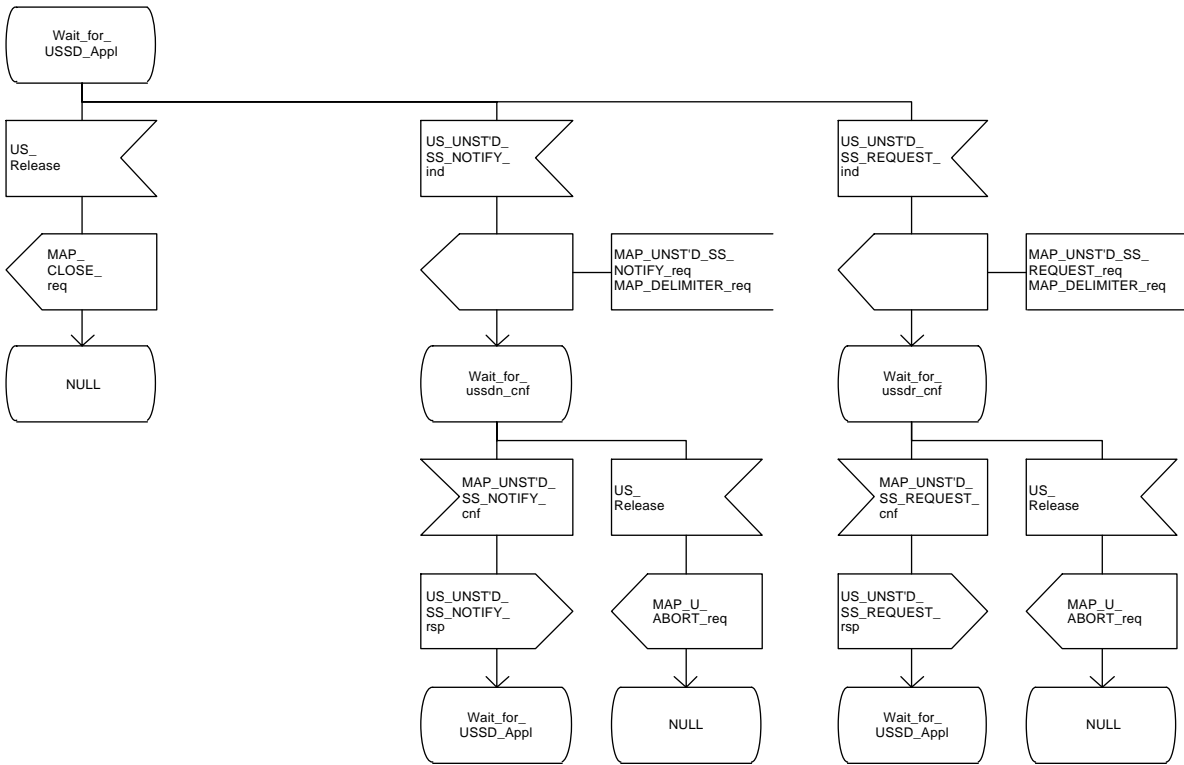 Wait_for_
USSD_Appl
US_
Release
US_UNST'D_
SS_NOTIFY_
ind
US_UNST'D_
SS_REQUEST_
ind
MAP_
CLOSE_
req
MAP_UNST'D_SS_
NOTIFY_req
MAP_DELIMITER_req
MAP_UNST'D_SS_
REQUEST_req
MAP_DELIMITER_req
NULL
Wait_for_
ussdn_cnf
Wait_for_
ussdr_cnf
MAP_UNST'D_
SS_NOTIFY_
cnf
US_
Release
MAP_UNST'D_
SS_REQUEST_
cnf
US_
Release
US_UNST'D_
SS_NOTIFY_
rsp
MAP_U_
ABORT_req
US_UNST'D_
SS_REQUEST_
rsp
MAP_U_
ABORT_req
Wait_for_
USSD_Appl
NULL
Wait_for_
USSD_Appl
NULL